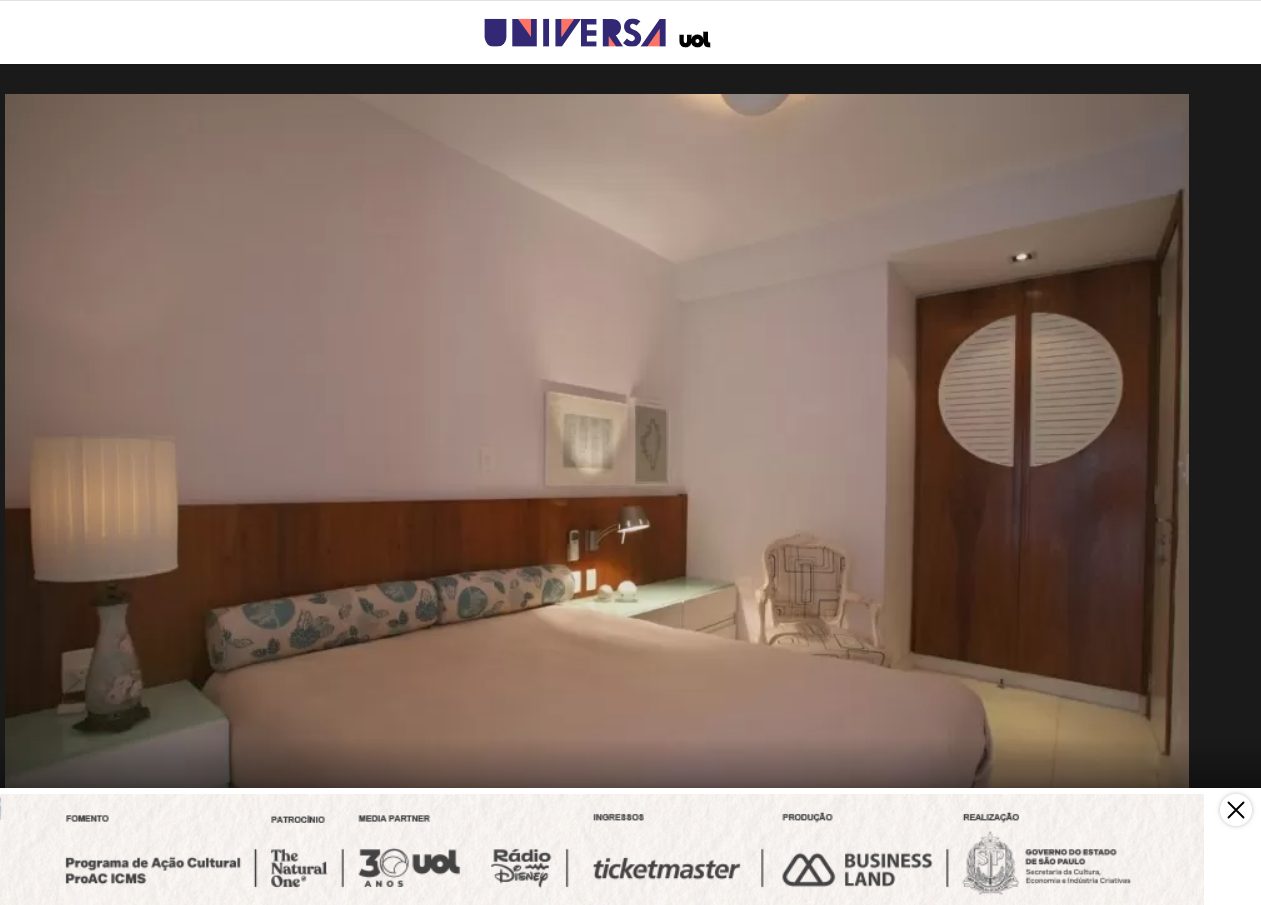 UNIVERSA uol
FOMENTO
Programa de Ação Cultural
ProAC ICMS
PATROCÍNIO
The
Natural
One®
MEDIA PARTNER
30 uol
ANOS
Rádio
Disney
INGRESSOS
ticketmaster
PRODUÇÃO
BUSINESS
LAND
REALIZAÇÃO
GOVERNO DO ESTADO
DE SÃO PAULO
Secretaria da Cultura,
Economia e Indústria Criativas